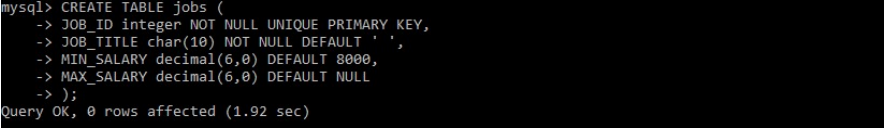 mysql> CREATE TABLE jobs (
    -> JOB_ID integer NOT NULL UNIQUE PRIMARY KEY,
    -> JOB_TITLE char(10) NOT NULL DEFAULT ' ',
    -> MIN_SALARY decimal(6,0) DEFAULT 8000,
    -> MAX_SALARY decimal(6,0) DEFAULT NULL
    -> );
Query OK, 0 rows affected (1.92 sec)